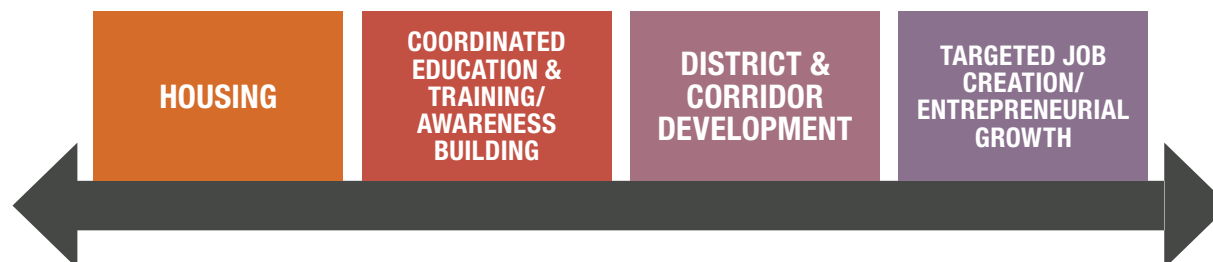 HOUSING
COORDINATED
EDUCATION &
TRAINING/
AWARENESS
BUILDING
DISTRICT &
CORRIDOR
DEVELOPMENT
TARGETED JOB
CREATION/
ENTREPRENEURIAL
GROWTH